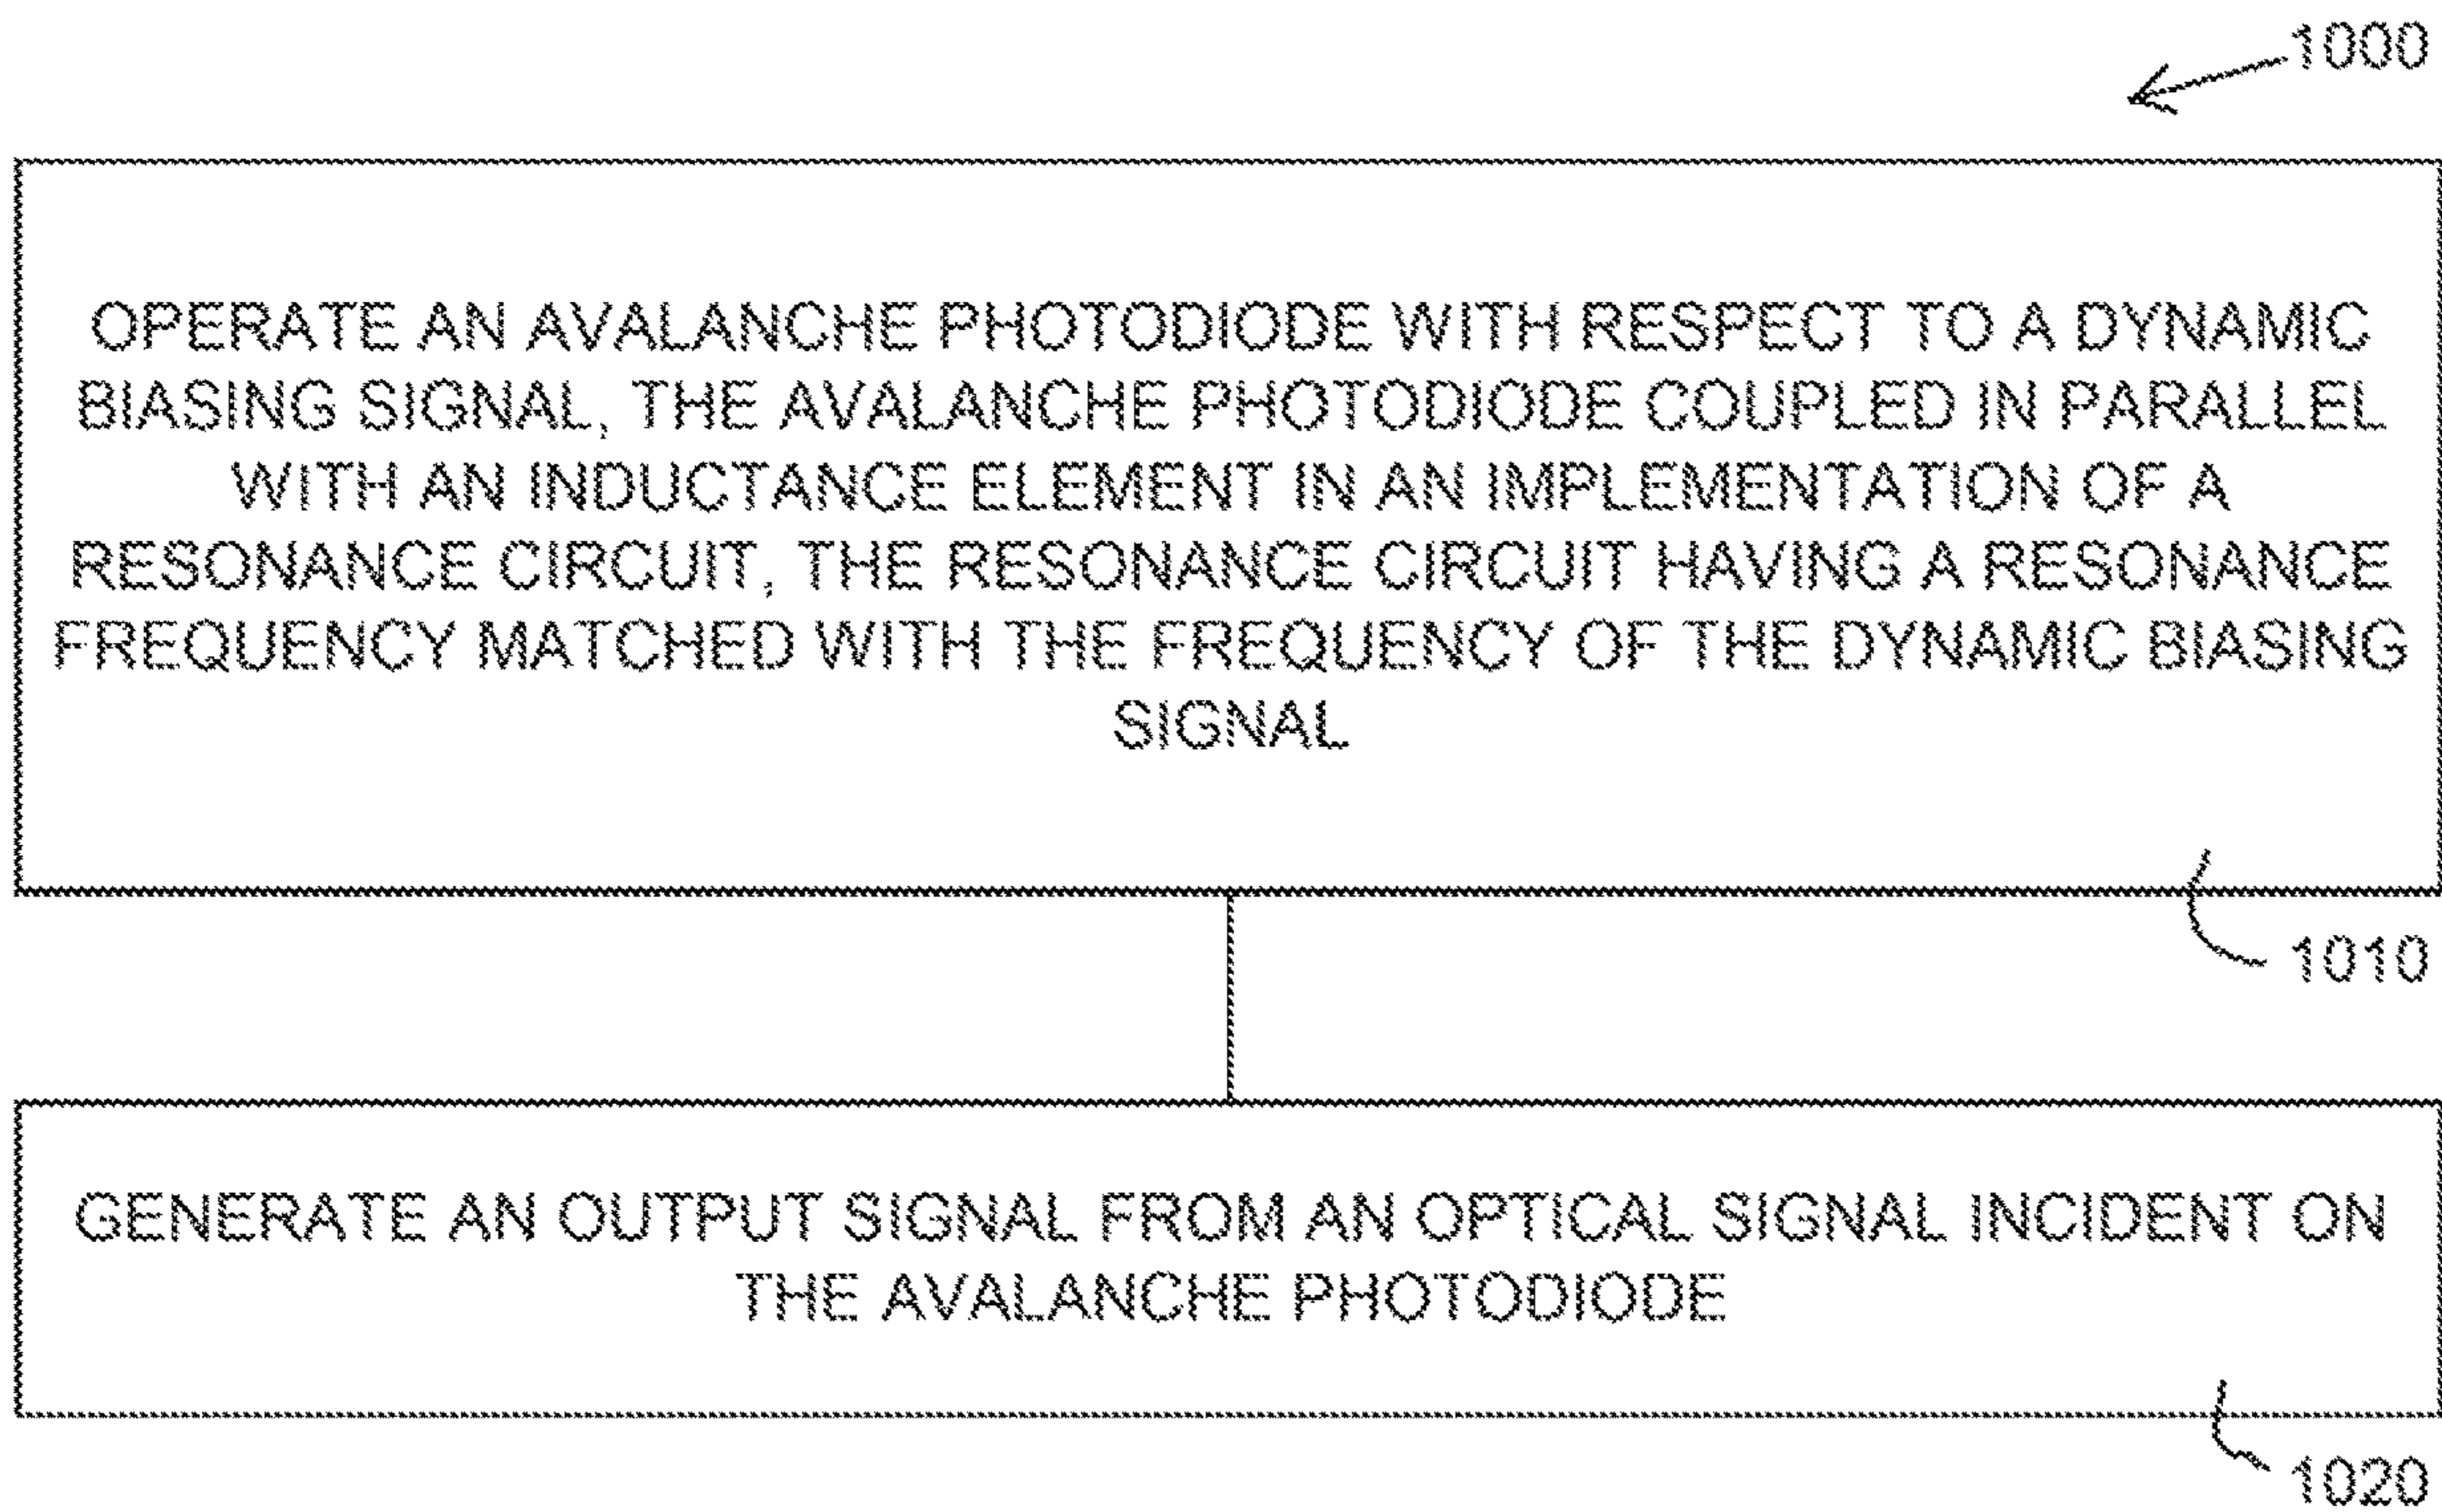 1000
OPERATE AN AVALANCHE PHOTODIODE WITH RESPECT TO A DYNAMIC
BIASING SIGNAL, THE AVALANCHE PHOTODIODE COUPLED IN PARALLEL
WITH AN INDUCTANCE ELEMENT IN AN IMPLEMENTATION OF A
RESONANCE CIRCUIT, THE RESONANCE CIRCUIT HAVING A RESONANCE
FREQUENCY MATCHED WITH THE FREQUENCY OF THE DYNAMIC BIASING
SIGNAL
1010
GENERATE AN OUTPUT SIGNAL FROM AN OPTICAL SIGNAL INCIDENT ON
THE AVALANCHE PHOTODIODE
1020